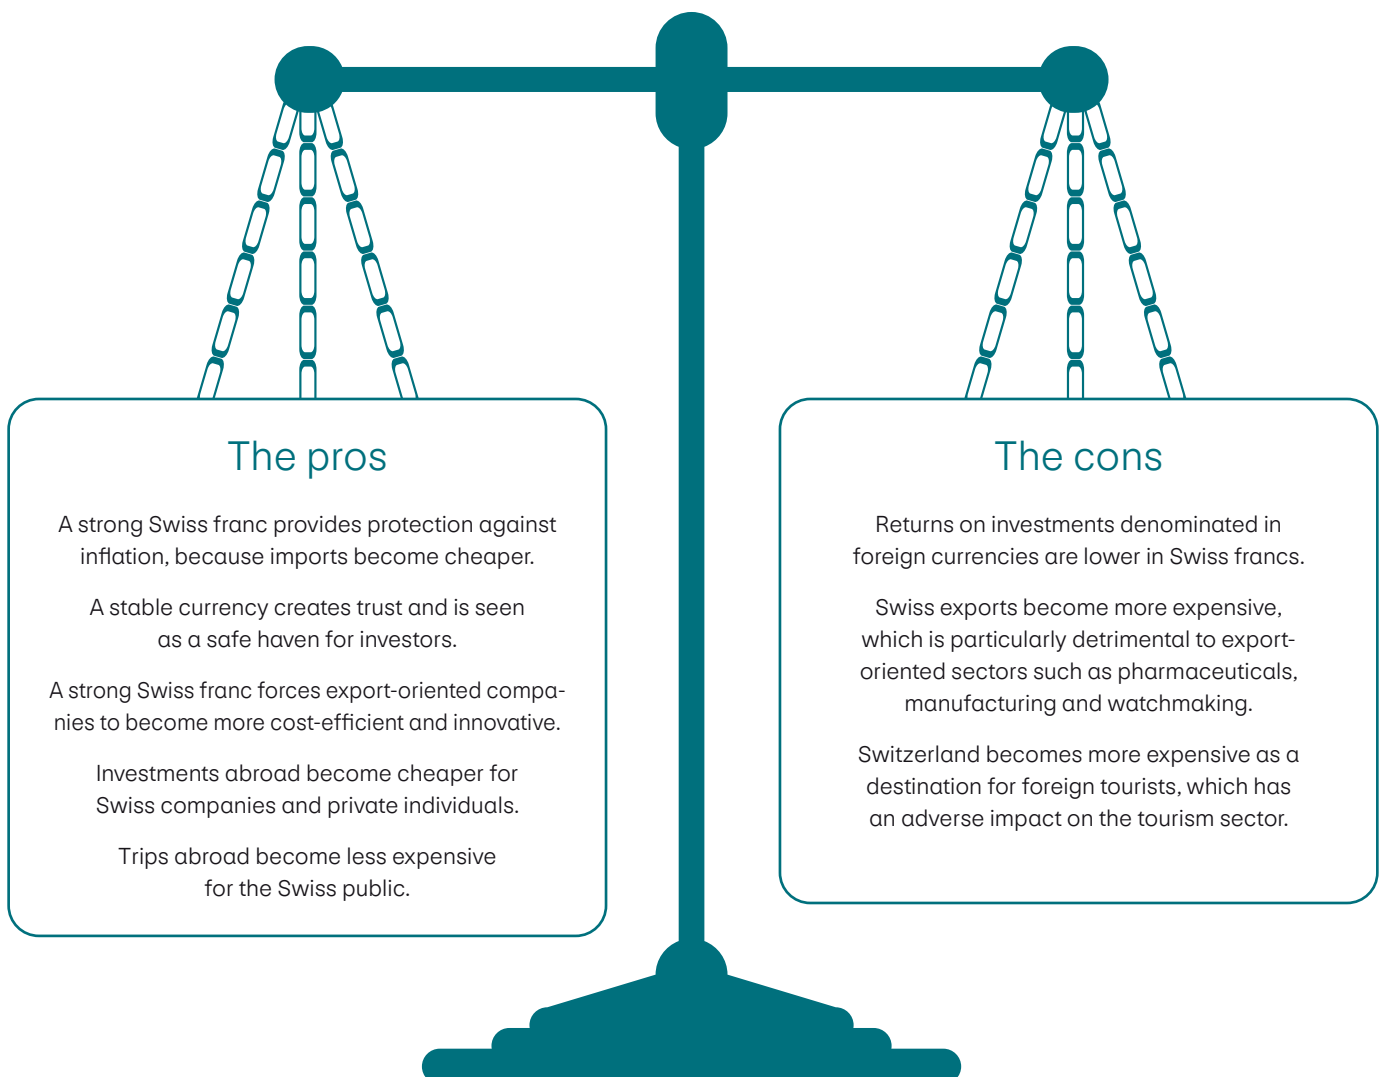 The pros
A strong Swiss franc provides protection against
inflation, because imports become cheaper.
A stable currency creates trust and is seen
as a safe haven for investors.
A strong Swiss franc forces export-oriented compa-
nies to become more cost-efficient and innovative.
Investments abroad become cheaper for
Swiss companies and private individuals.
Trips abroad become less expensive
for the Swiss public.
The cons
Returns on investments denominated in
foreign currencies are lower in Swiss francs.
Swiss exports become more expensive,
which is particularly detrimental to export-
oriented sectors such as pharmaceuticals,
manufacturing and watchmaking.
Switzerland becomes more expensive as a
destination for foreign tourists, which has
an adverse impact on the tourism sector.